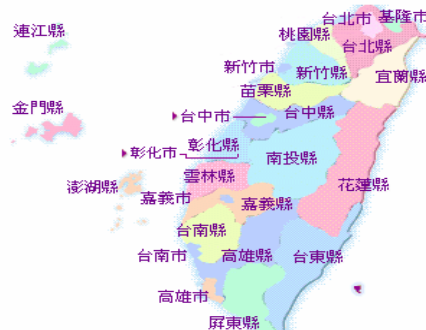 台北市
基隆市
連江縣
桃園縣
台北縣
新竹市
新竹縣
宜蘭縣
苗栗縣
金門縣
台中市
台中縣
彰化市
彰化縣
南投縣
澎湖縣
雲林縣
花蓮縣
嘉義市
嘉義縣
台南縣
台南市
高雄縣
台東縣
高雄市
屏東縣